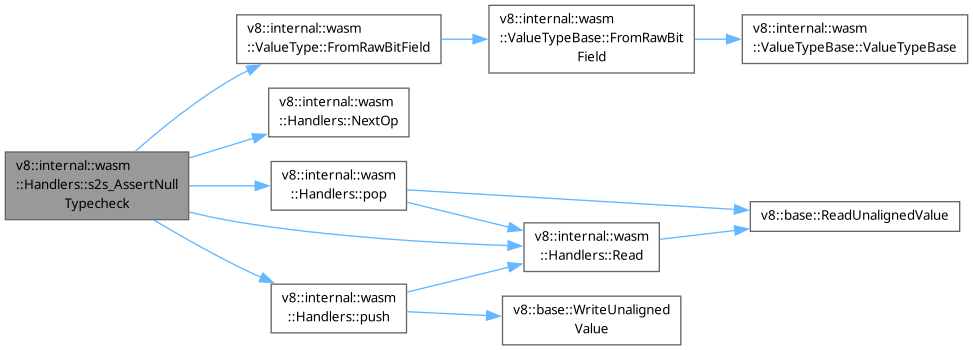 v8::internal::wasm
::ValueType::FromRawBitField
v8::internal::wasm
::ValueTypeBase::FromRawBit
Field
v8::internal::wasm
::ValueTypeBase::ValueTypeBase
v8::internal::wasm
::Handlers::NextOp
v8::internal::wasm
::Handlers::s2s_AssertNull
Typecheck
v8::internal::wasm
::Handlers::pop
v8::base::ReadUnalignedValue
v8::internal::wasm
::Handlers::Read
v8::internal::wasm
::Handlers::push
v8::base::WriteUnaligned
Value